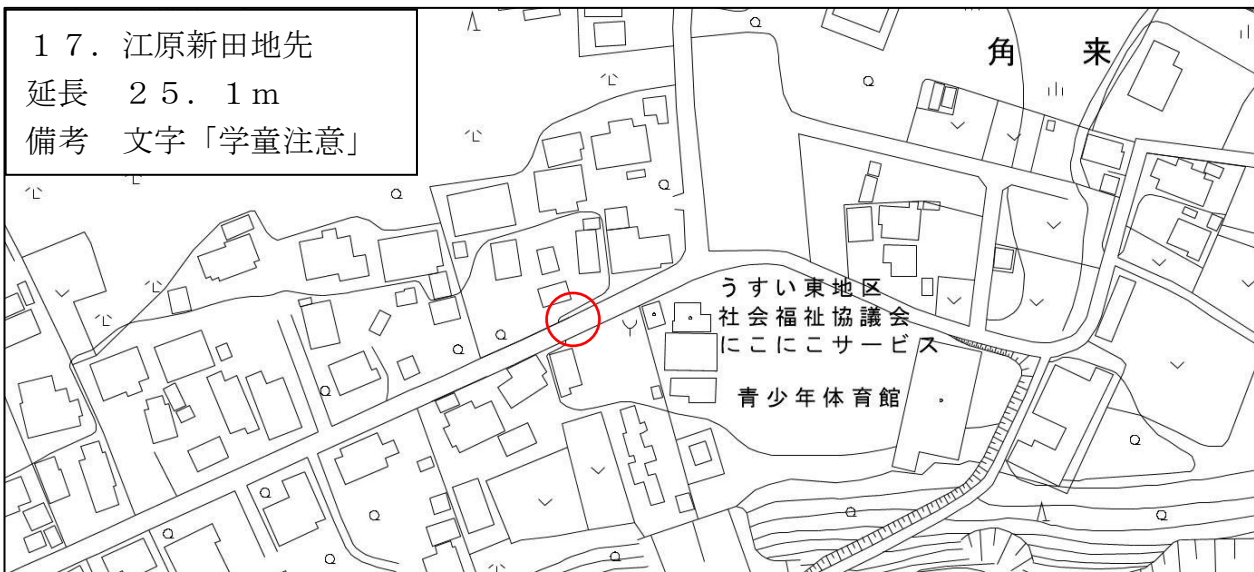 17．江原新田地先
延長　25．1m
備考　文字「学童注意」
角　来
うすい東地区
社会福祉協議会
にこにこサービス
青少年体育館